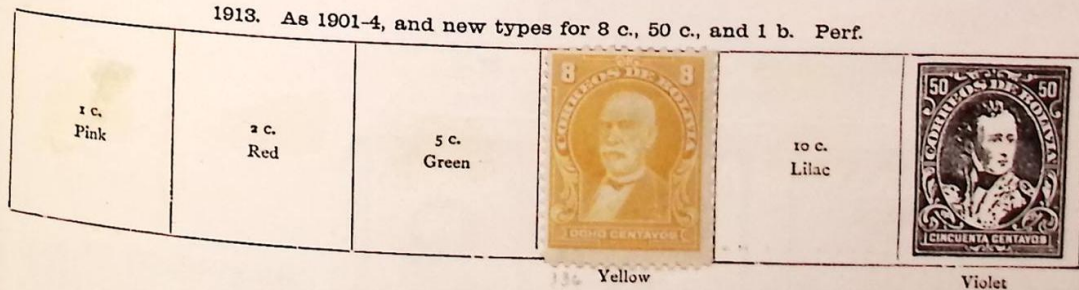 1913. As 1901–4, and new types for 8 c., 50 c., and 1 b. Perf.
1 c.
Pink
2 c.
Red
5 c.
Green
8 8
CORREOS DE BOLIVIA
OCHO CENTAVOS
10 c.
Lilac
50 50
CORREOS DE BOLIVIA
CINCUENTA CENTAVOS
336
Yellow
Violet